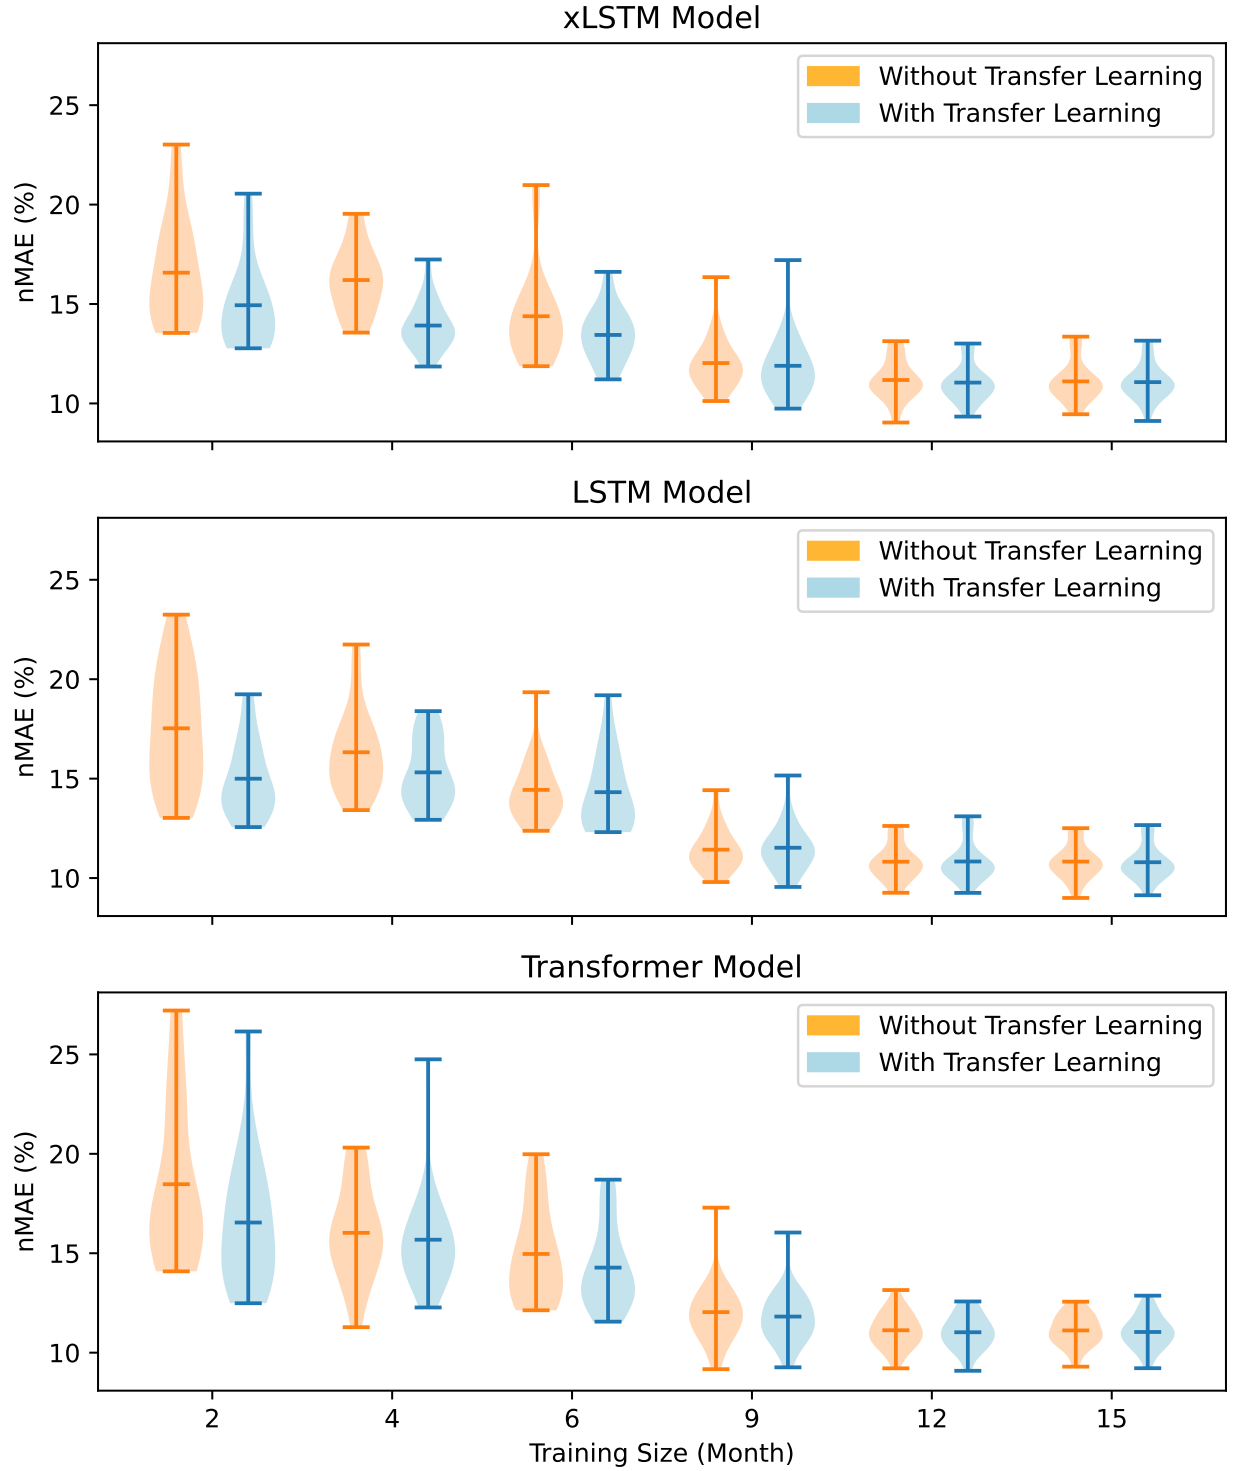 xLSTM Model
Without Transfer Learning
With Transfer Learning
25
20
15
10
nMAE (%)
LSTM Model
Without Transfer Learning
With Transfer Learning
25
20
15
10
nMAE (%)
Transformer Model
Without Transfer Learning
With Transfer Learning
25
20
15
10
nMAE (%)
2 4 6 9 12 15
Training Size (Month)